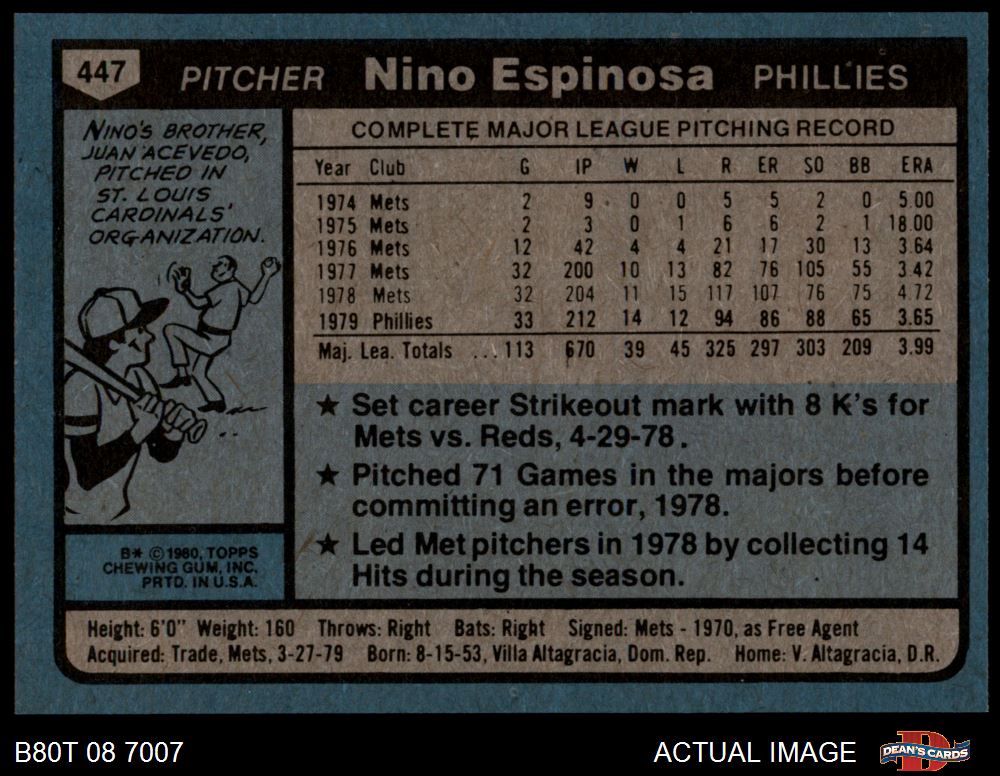 447 PITCHER Nino Espinosa PHILLIES
NINO'S BROTHER,
JUAN ACEVEDO,
PITCHED IN
ST. LOUIS
CARDINALS'
ORGANIZATION.
B* © 1980, TOPPS
CHEWING GUM, INC.
PRTD. IN U.S.A.
COMPLETE MAJOR LEAGUE PITCHING RECORD
Year Club G IP W L R ER SO BB ERA
1974 Mets 2 9 0 0 5 5 2 0 5.00
1975 Mets 2 3 0 1 6 6 2 1 18.00
1976 Mets 12 42 4 4 21 17 30 13 3.64
1977 Mets 32 200 10 13 82 76 105 55 3.42
1978 Mets 32 204 11 15 117 107 76 75 4.72
1979 Phillies 33 212 14 12 94 86 88 65 3.65
Maj. Lea. Totals ...113 670 39 45 325 297 303 209 3.99
★ Set career Strikeout mark with 8 K's for
Mets vs. Reds, 4-29-78.
★ Pitched 71 Games in the majors before
committing an error, 1978.
★ Led Met pitchers in 1978 by collecting 14
Hits during the season.
Height: 6'0" Weight: 160 Throws: Right Bats: Right Signed: Mets - 1970, as Free Agent
Acquired: Trade, Mets, 3-27-79 Born: 8-15-53, Villa Altagracia, Dom. Rep. Home: V. Altagracia, D.R.
B80T 08 7007 ACTUAL IMAGE DEAN'S CARDS